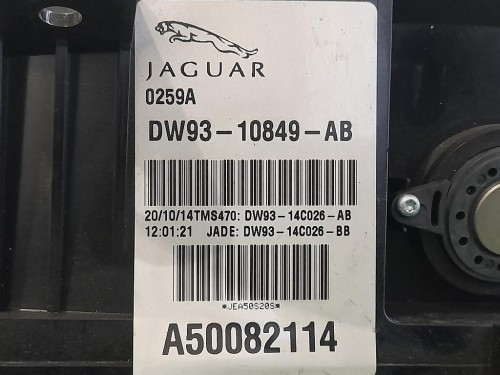 JAGUAR
0259A
DW93-10849-AB
20/10/14TMS470: DW93-14C026-AB
12:01:21 JADE: DW93-14C026-BB
*JEA50S20S*
A50082114